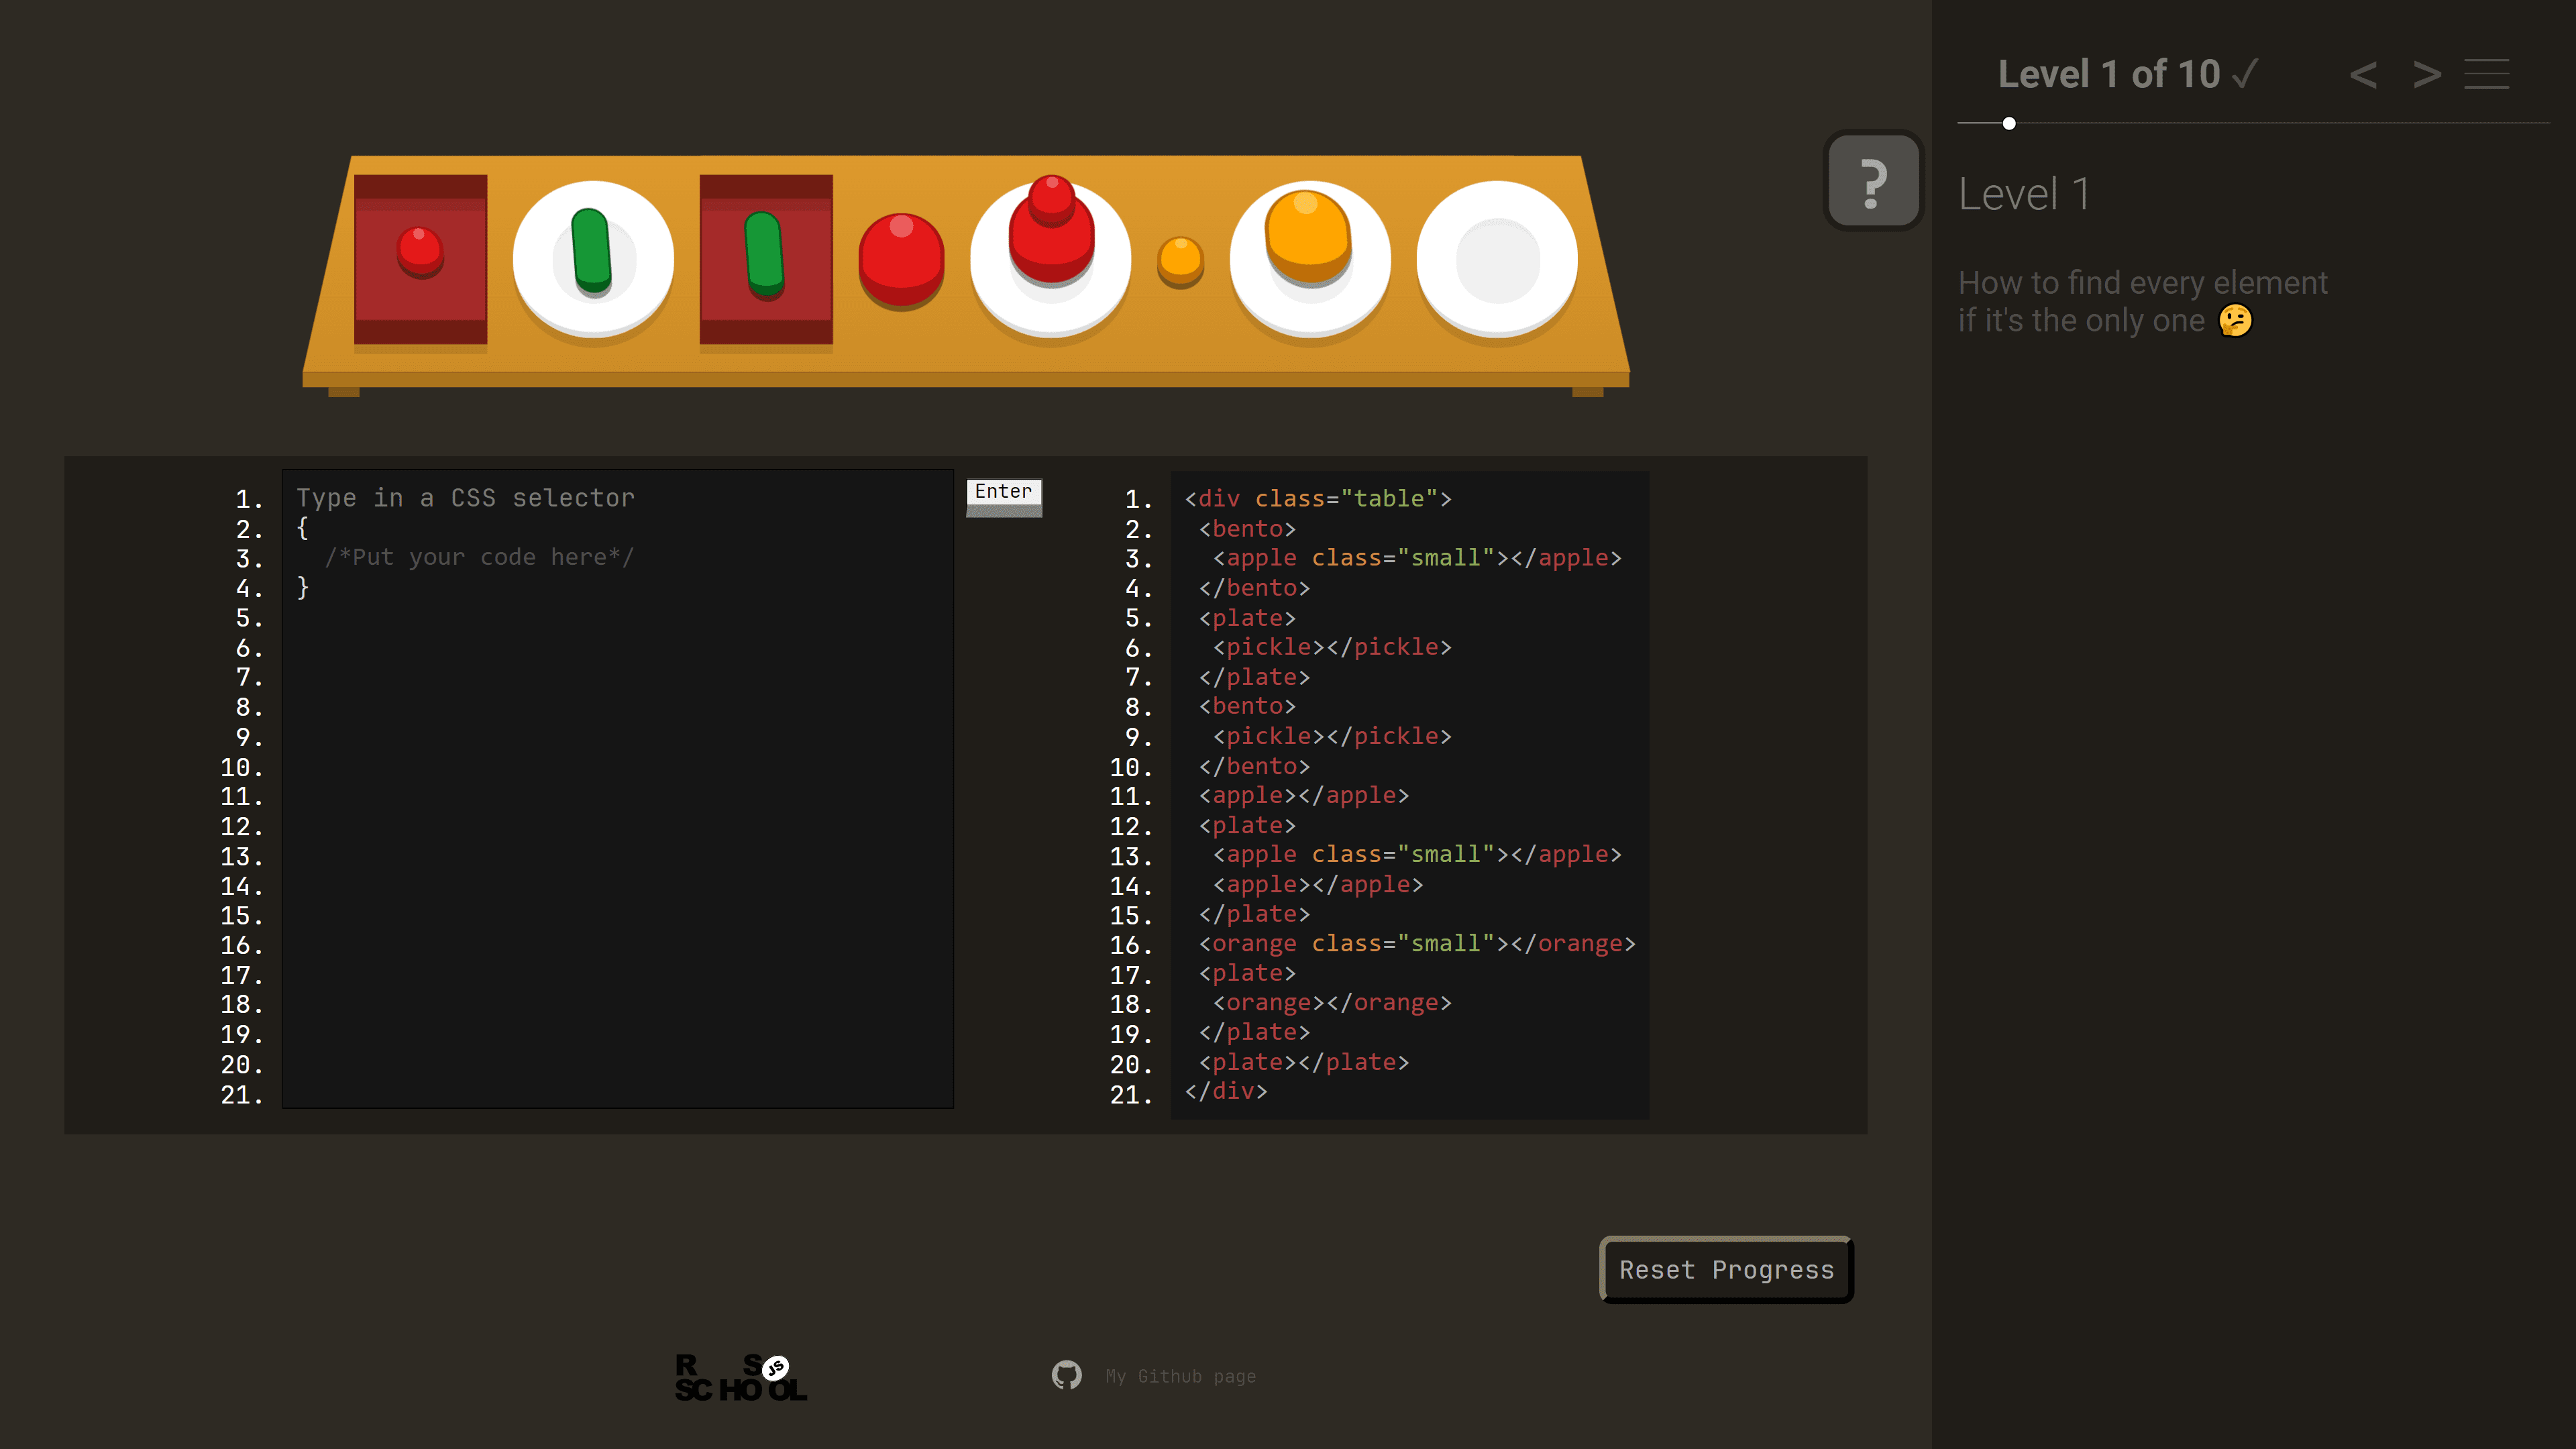 Level 1 of 10 ✓ < >
?
Level 1
How to find every element
if it's the only one 🤔
1. Type in a CSS selector
2. {
3. /*Put your code here*/
4. }
5.
6.
7.
8.
9.
10.
11.
12.
13.
14.
15.
16.
17.
18.
19.
20.
21.
Enter
1. <div class="table">
2. <bento>
3. <apple class="small"></apple>
4. </bento>
5. <plate>
6. <pickle></pickle>
7. </plate>
8. <bento>
9. <pickle></pickle>
10. </bento>
11. <apple></apple>
12. <plate>
13. <apple class="small"></apple>
14. <apple></apple>
15. </plate>
16. <orange class="small"></orange>
17. <plate>
18. <orange></orange>
19. </plate>
20. <plate></plate>
21. </div>
Reset Progress
R S JS
SCHOOL
My Github page